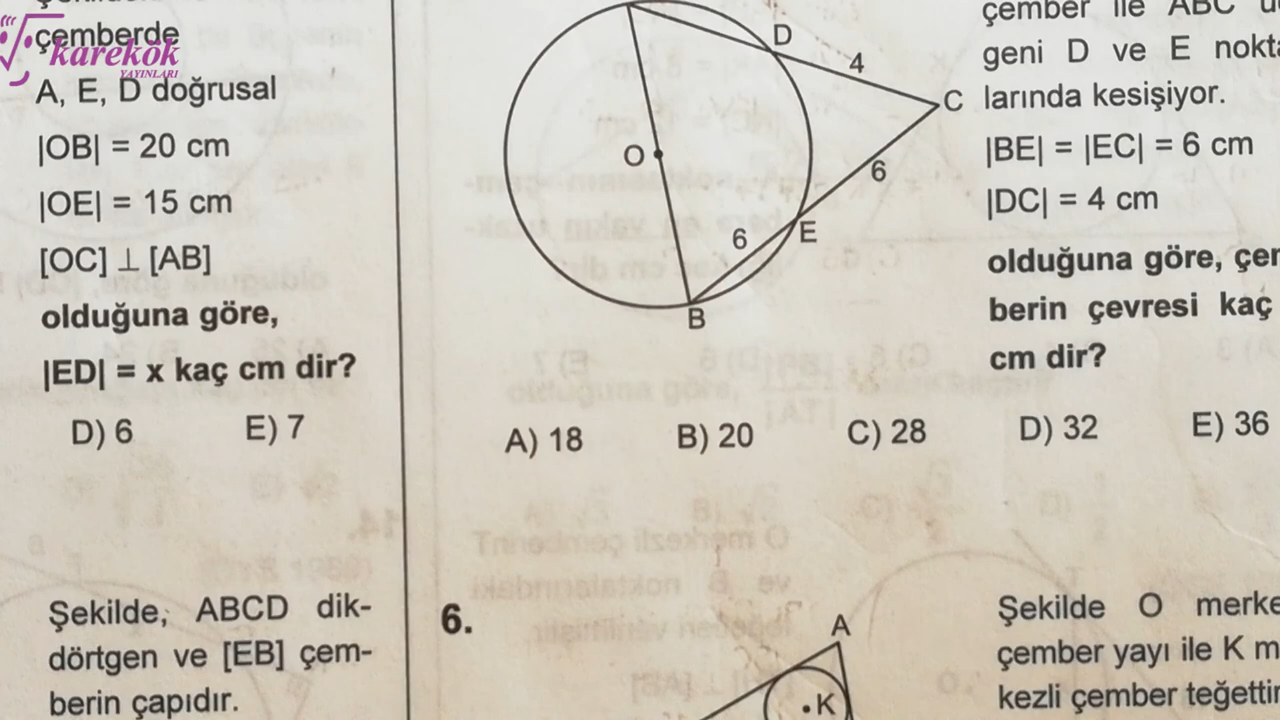 karekök
YAYINLARI
çemberde
A, E, D doğrusal
|OB| = 20 cm
|OE| = 15 cm
[OC] ⊥ [AB]
olduğuna göre,
|ED| = x kaç cm dir?
D) 6 E) 7
Şekilde, ABCD dik-
dörtgen ve [EB] çem-
berin çapıdır.
D
4
C
O
6
6
E
B
çember ile ABC
geni D ve E nokta
larında kesişiyor.
|BE| = |EC| = 6 cm
|DC| = 4 cm
olduğuna göre, çem
berin çevresi kaç
cm dir?
A) 18 B) 20 C) 28 D) 32 E) 36
6.
A
K
Şekilde O merke
çember yayı ile K m
kezli çember teğettir